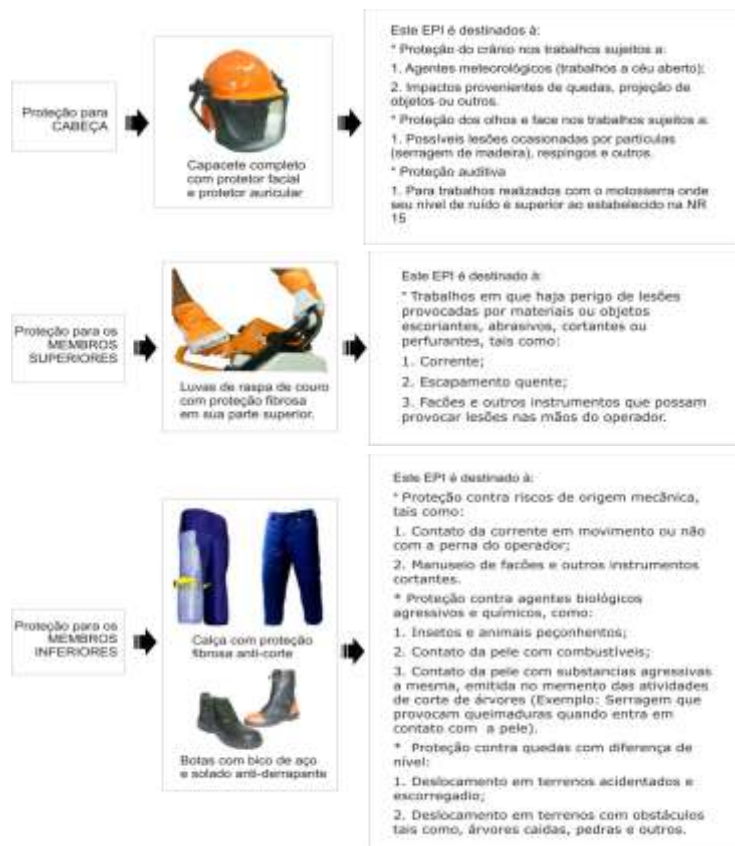 Proteção para
CABEÇA
Capacete completo
com protetor facial
e protetor auricular
Este EPI é destinados à:
* Proteção do crânio nos trabalhos sujeitos a:
1. Agentes meteorológicos (trabalhos a céu aberto);
2. Impactos provenientes de quedas, projeção de
objetos ou outros.
* Proteção dos olhos e face nos trabalhos sujeitos a:
1. Possíveis lesões ocasionadas por partículas
(serragem de madeira), respingos e outros.
* Proteção auditiva
1. Para trabalhos realizados com o motosserra onde
seu nível de ruído é superior ao estabelecido na NR
15
Proteção para os
MEMBROS
SUPERIORES
Luvas de raspa de couro
com proteção fibrosa
em sua parte superior.
Este EPI é destinado à:
* Trabalhos em que haja perigo de lesões
provocadas por materiais ou objetos
escoriantes, abrasivos, cortantes ou
perfurantes, tais como:
1. Corrente;
2. Escapamento quente;
3. Facões e outros instrumentos que possam
provocar lesões nas mãos do operador.
Proteção para os
MEMBROS
INFERIORES
Calça com proteção
fibrosa anti-corte
Botas com bico de aço
e solado anti-derrapante
Este EPI é destinado à:
* Proteção contra riscos de origem mecânica,
tais como:
1. Contato da corrente em movimento ou não
com a perna do operador;
2. Manuseio de facões e outros instrumentos
cortantes.
* Proteção contra agentes biológicos
agressivos e químicos, como:
1. Insetos e animais peçonhentos;
2. Contato da pele com combustíveis;
3. Contato da pele com substancias agressivas
a mesma, emitida no memento das atividades
de corte de árvores (Exemplo: Serragem que
provocam queimaduras quando entra em
contato com a pele).
* Proteção contra quedas com diferença de
nível:
1. Deslocamento em terrenos acidentados e
escorregadio;
2. Deslocamento em terrenos com obstáculos
tais como, árvores caidas, pedras e outros.